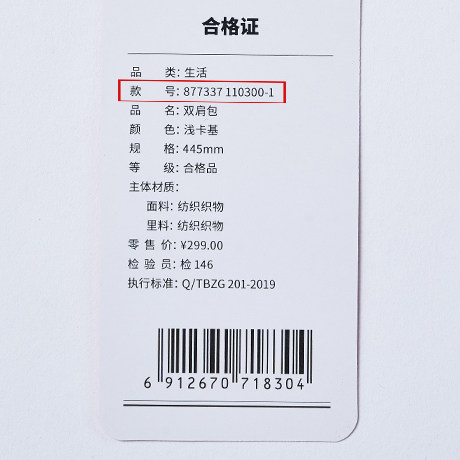 合格证
品 类：生活
款 号：877337 110300-1
品 名：双肩包
颜 色：浅卡基
规 格：445mm
等 级：合格品
主体材质：
面料：纺织织物
里料：纺织织物
零 售 价：¥299.00
检 验 员：检 146
执行标准：Q/TBZG 201-2019
6 912670 718304